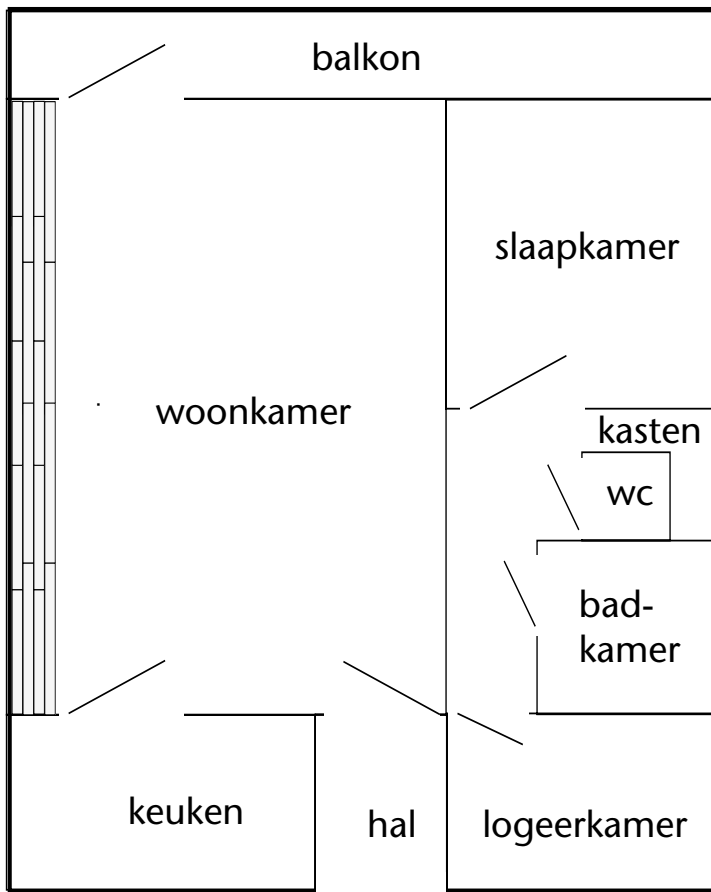 balkon
slaapkamer
woonkamer
kasten
wc
bad-
kamer
keuken
hal
logeerkamer